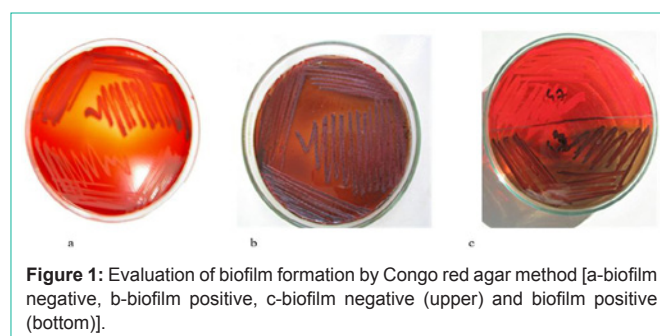 a
b
c
Figure 1: Evaluation of biofilm formation by Congo red agar method [a-biofilm
negative, b-biofilm positive, c-biofilm negative (upper) and biofilm positive
(bottom)].